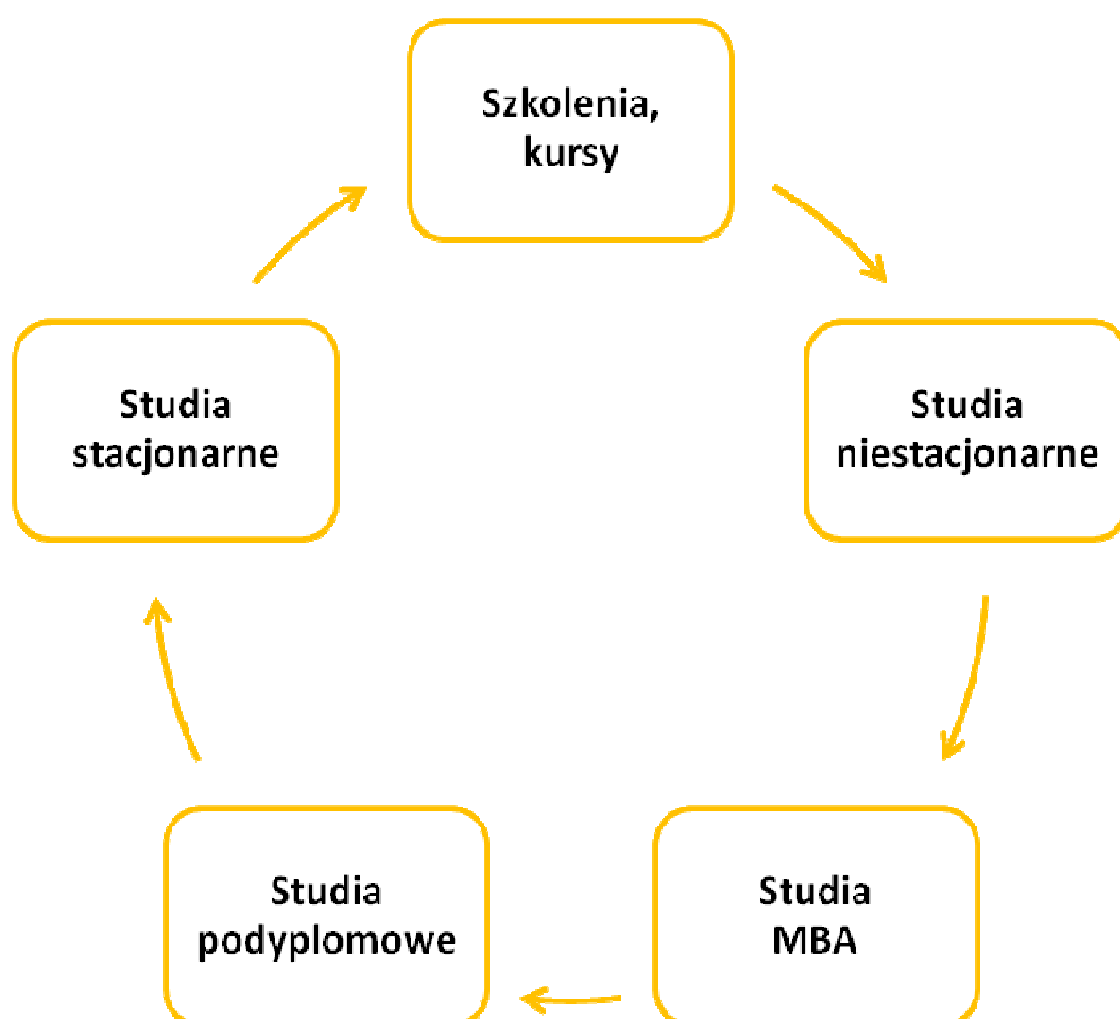 Szkolenia,
kursy
Studia
niestacjonarne
Studia
MBA
Studia
podyplomowe
Studia
stacjonarne